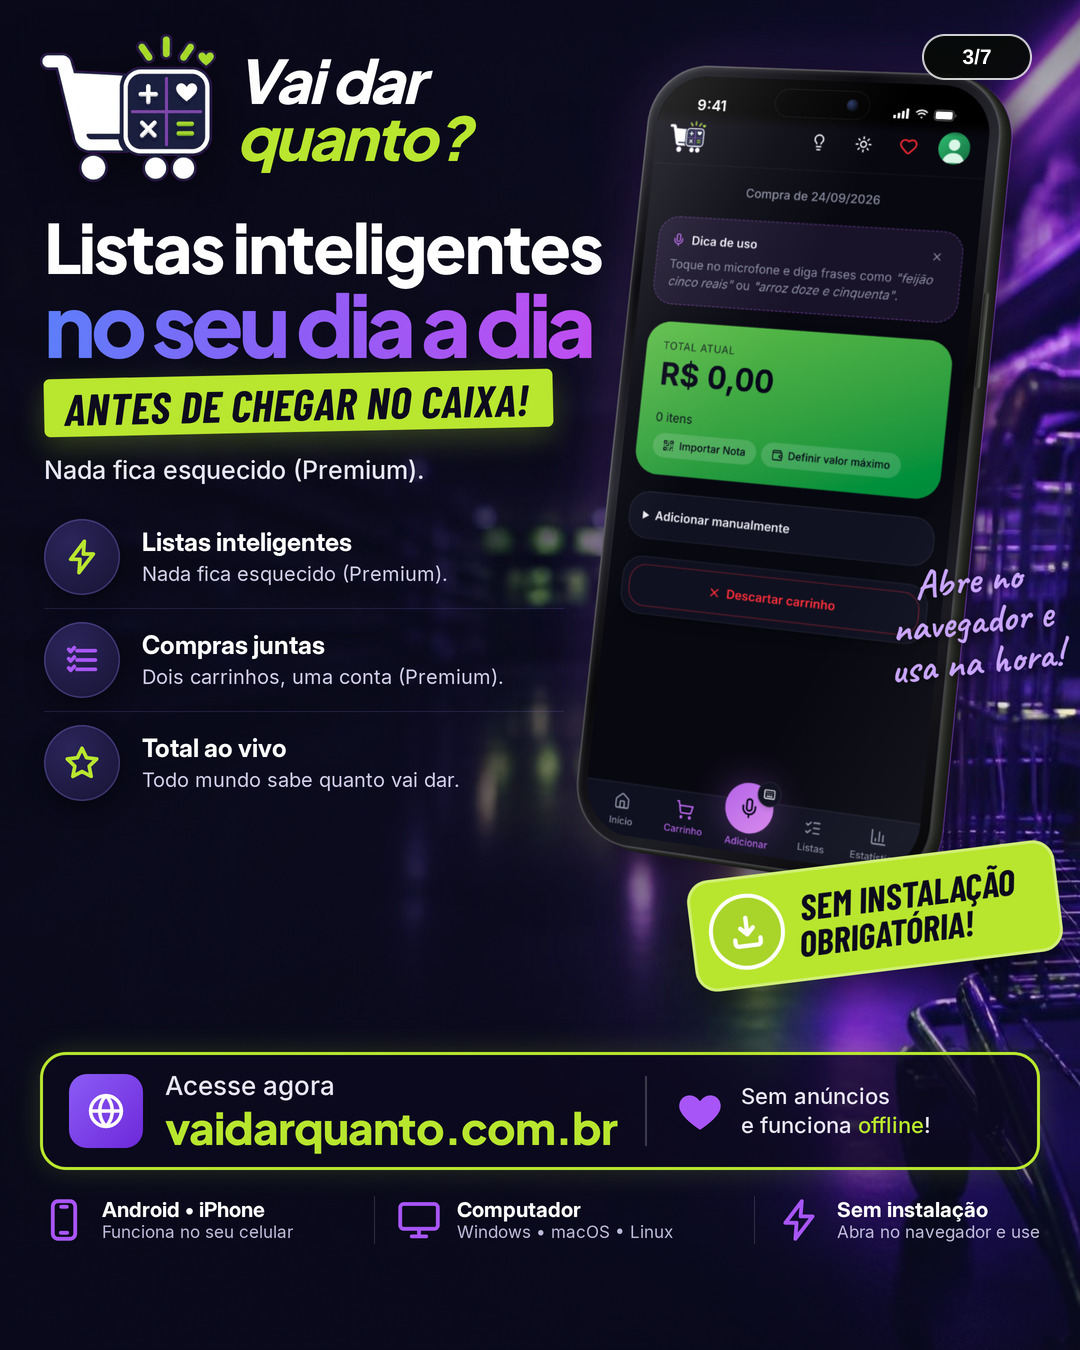 Vai dar
quanto?
3/7
Listas inteligentes
no seu dia a dia
ANTES DE CHEGAR NO CAIXA!
Nada fica esquecido (Premium).
Listas inteligentes
Nada fica esquecido (Premium).
Compras juntas
Dois carrinhos, uma conta (Premium).
Total ao vivo
Todo mundo sabe quanto vai dar.
9:41
Compra de 24/09/2026
Dica de uso
Toque no microfone e diga frases como "feijão
cinco reais" ou "arroz doze e cinquenta".
TOTAL ATUAL
R$ 0,00
0 itens
Importar Nota
Definir valor máximo
Adicionar manualmente
Descartar carrinho
Início
Carrinho
Adicionar
Listas
Abre no
navegador e
usa na hora!
SEM INSTALAÇÃO
OBRIGATÓRIA!
Acesse agora
vaidarquanto.com.br
Sem anúncios
e funciona offline!
Android • iPhone
Funciona no seu celular
Computador
Windows • macOS • Linux
Sem instalação
Abra no navegador e use